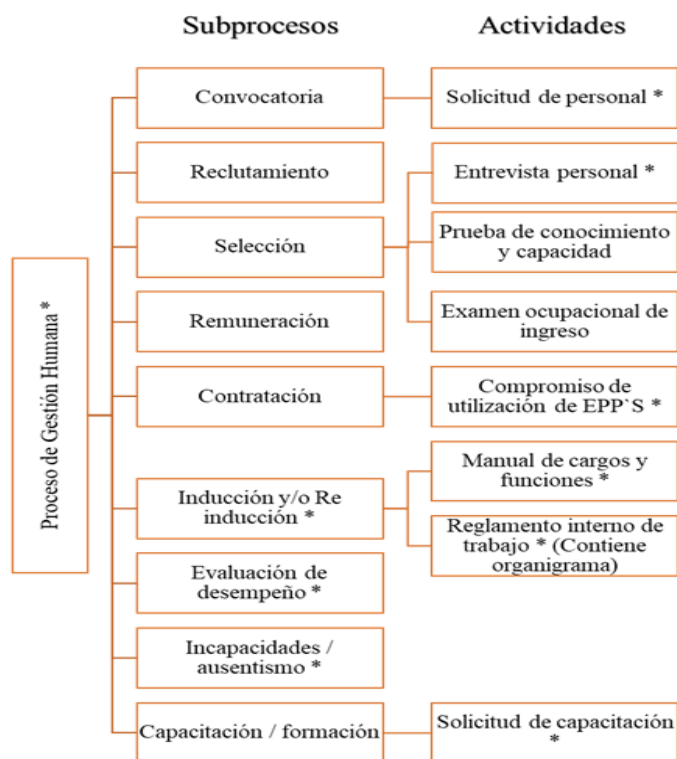 Subprocesos
Actividades
Proceso de Gestión Humana *
Convocatoria
Solicitud de personal *
Reclutamiento
Selección
Entrevista personal *
Prueba de conocimiento
y capacidad
Examen ocupacional de
ingreso
Remuneración
Contratación
Compromiso de
utilización de EPP`S *
Inducción y/o Re
inducción *
Manual de cargos y
funciones *
Reglamento interno de
trabajo * (Contiene
organigrama)
Evaluación de
desempeño *
Incapacidades /
ausentismo *
Capacitación / formación
Solicitud de capacitación
*